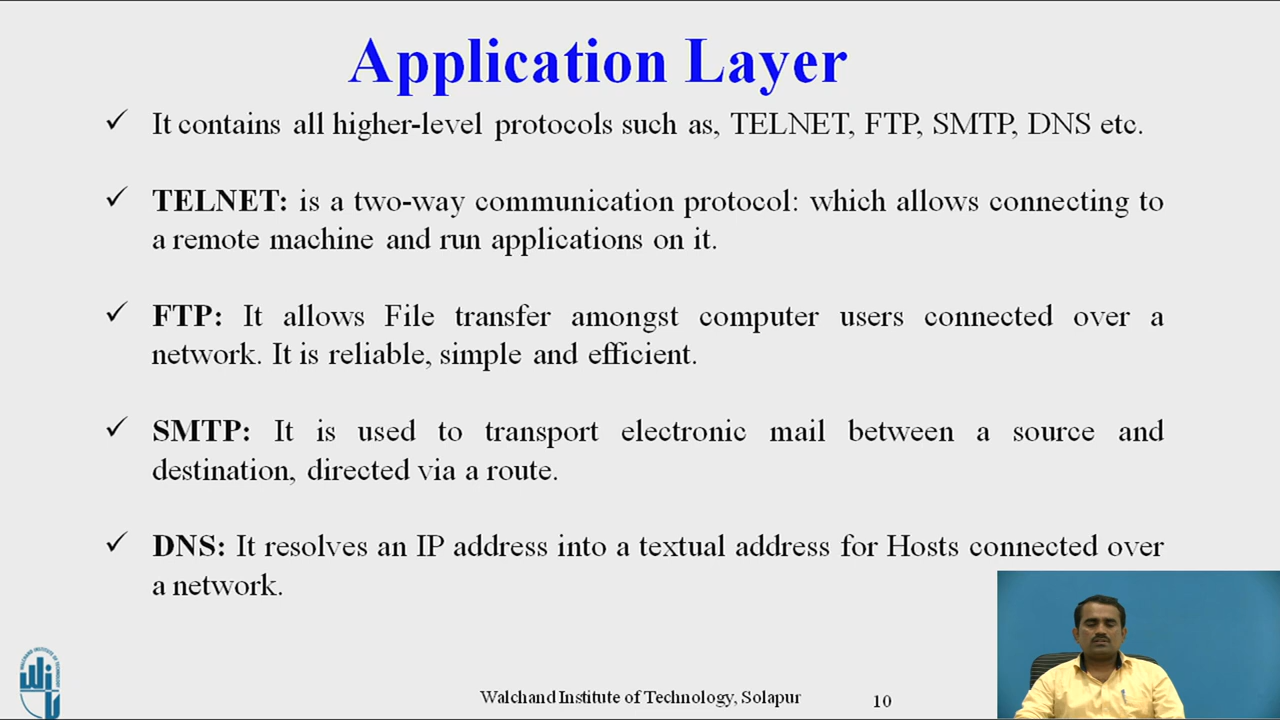 Application Layer
✓ It contains all higher-level protocols such as, TELNET, FTP, SMTP, DNS etc.
✓ TELNET: is a two-way communication protocol: which allows connecting to
a remote machine and run applications on it.
✓ FTP: It allows File transfer amongst computer users connected over a
network. It is reliable, simple and efficient.
✓ SMTP: It is used to transport electronic mail between a source and
destination, directed via a route.
✓ DNS: It resolves an IP address into a textual address for Hosts connected over
a network.
WALCHAND INSTITUTE OF TECHNOLOGY
Walchand Institute of Technology, Solapur
10